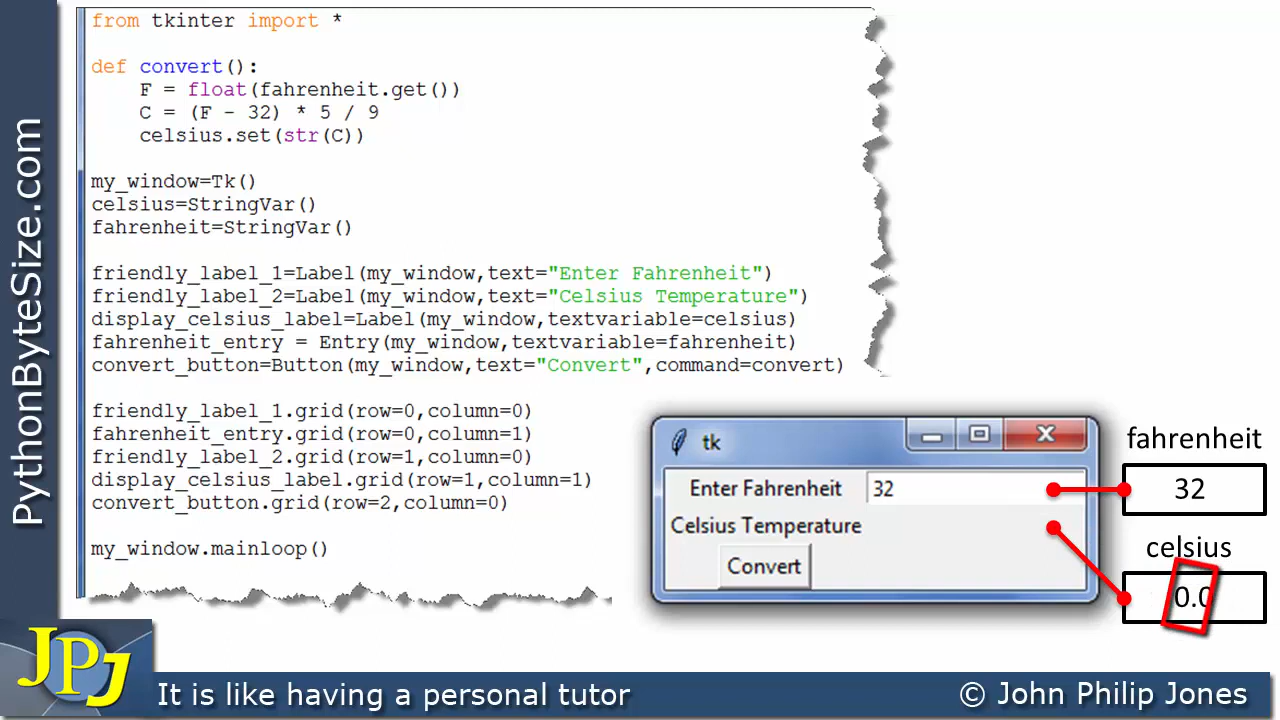 PythonByteSize.com
from tkinter import *
def convert():
    F = float(fahrenheit.get())
    C = (F - 32) * 5 / 9
    celsius.set(str(C))
my_window=Tk()
celsius=StringVar()
fahrenheit=StringVar()
friendly_label_1=Label(my_window,text="Enter Fahrenheit")
friendly_label_2=Label(my_window,text="Celsius Temperature")
display_celsius_label=Label(my_window,textvariable=celsius)
fahrenheit_entry = Entry(my_window,textvariable=fahrenheit)
convert_button=Button(my_window,text="Convert",command=convert)
friendly_label_1.grid(row=0,column=0)
fahrenheit_entry.grid(row=0,column=1)
friendly_label_2.grid(row=1,column=0)
display_celsius_label.grid(row=1,column=1)
convert_button.grid(row=2,column=0)
my_window.mainloop()
tk
Enter Fahrenheit 32
Celsius Temperature
Convert
fahrenheit
32
celsius
0.0
JPJ
It is like having a personal tutor
© John Philip Jones